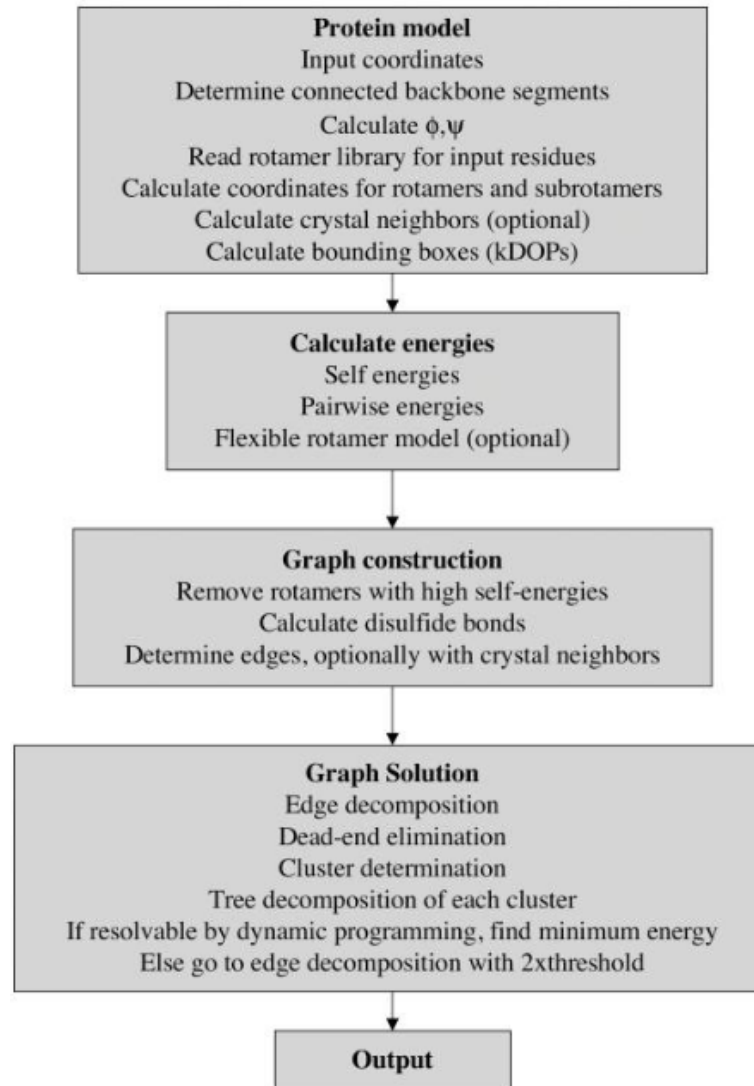 Protein model
Input coordinates
Determine connected backbone segments
Calculate ϕ,ψ
Read rotamer library for input residues
Calculate coordinates for rotamers and subrotamers
Calculate crystal neighbors (optional)
Calculate bounding boxes (kDOPs)
Calculate energies
Self energies
Pairwise energies
Flexible rotamer model (optional)
Graph construction
Remove rotamers with high self-energies
Calculate disulfide bonds
Determine edges, optionally with crystal neighbors
Graph Solution
Edge decomposition
Dead-end elimination
Cluster determination
Tree decomposition of each cluster
If resolvable by dynamic programming, find minimum energy
Else go to edge decomposition with 2xthreshold
Output